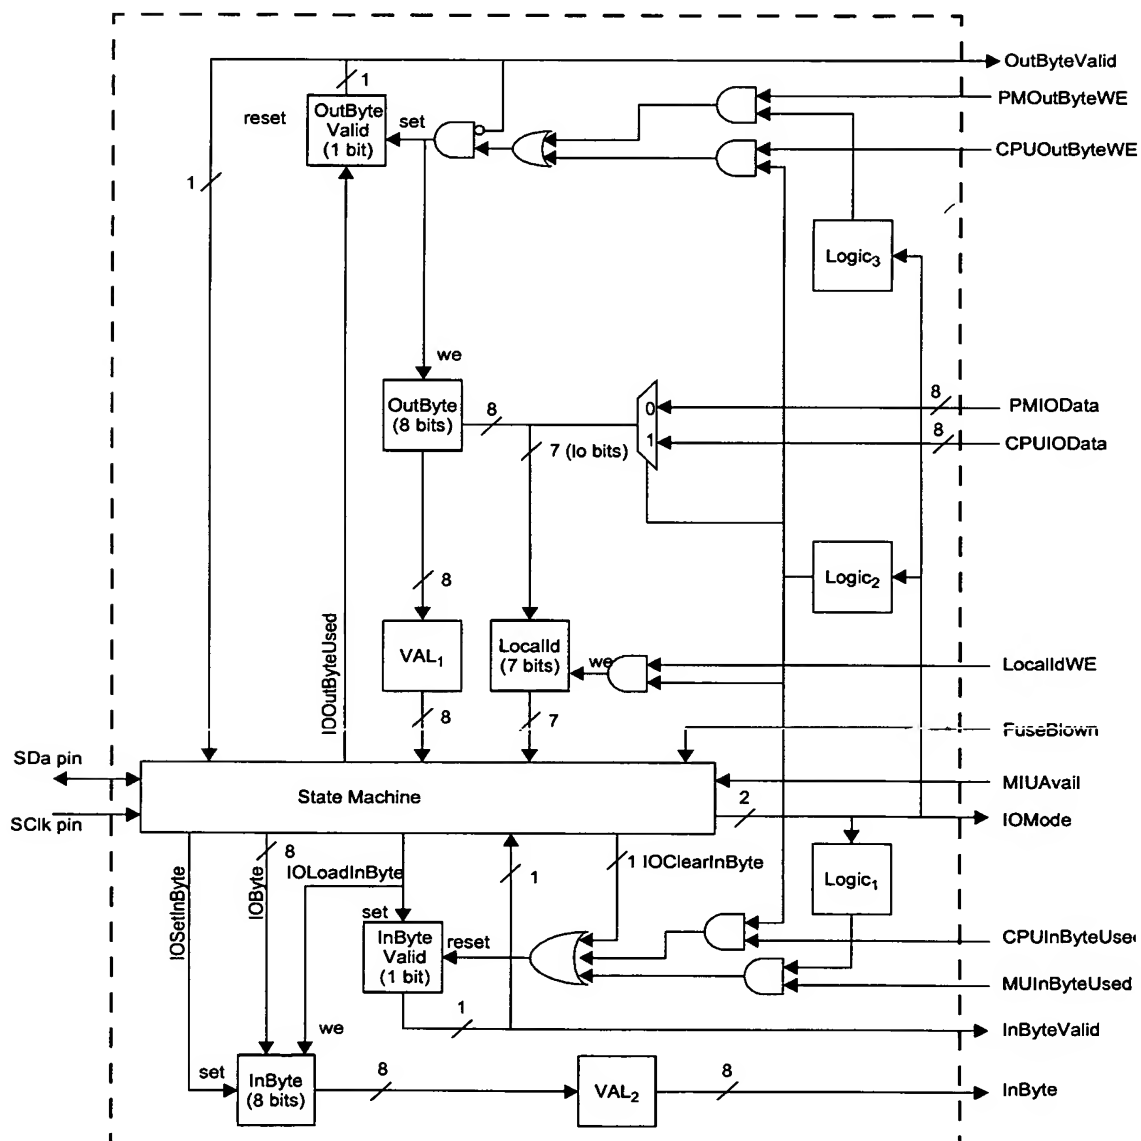 OutByteValid
1
reset
OutByte
Valid
(1 bit)
set
PMOutByteWE
CPUOutByteWE
1
Logic3
we
OutByte
(8 bits)
8
7 (lo bits)
0
1
8
PMIOData
8
CPUIOData
Logic2
8
IOOutByteUsed
VAL1
LocalId
(7 bits)
we
LocalIdWE
8
7
FuseBlown
SDa pin
SClk pin
State Machine
MIUAvail
2
IOMode
IOSetInByte
IOByte
8
IOLoadInByte
1
1 IOClearInByte
Logic1
set
InByte
Valid
(1 bit)
reset
CPUInByteUse
MUInByteUsed
1
InByteValid
we
set
InByte
(8 bits)
8
VAL2
8
InByte